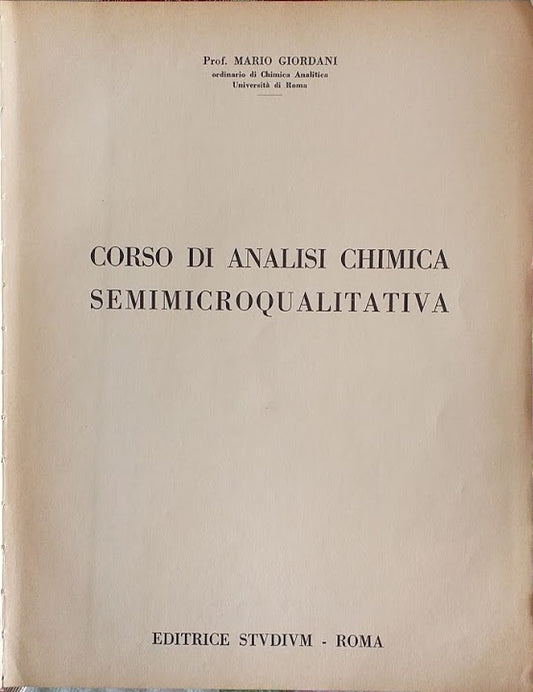 Prof. MARIO GIORDANI
ordinario di Chimica Analitica
Università di Roma
CORSO DI ANALISI CHIMICA
SEMIMICROQUALITATIVA
EDITRICE STVDIVM - ROMA